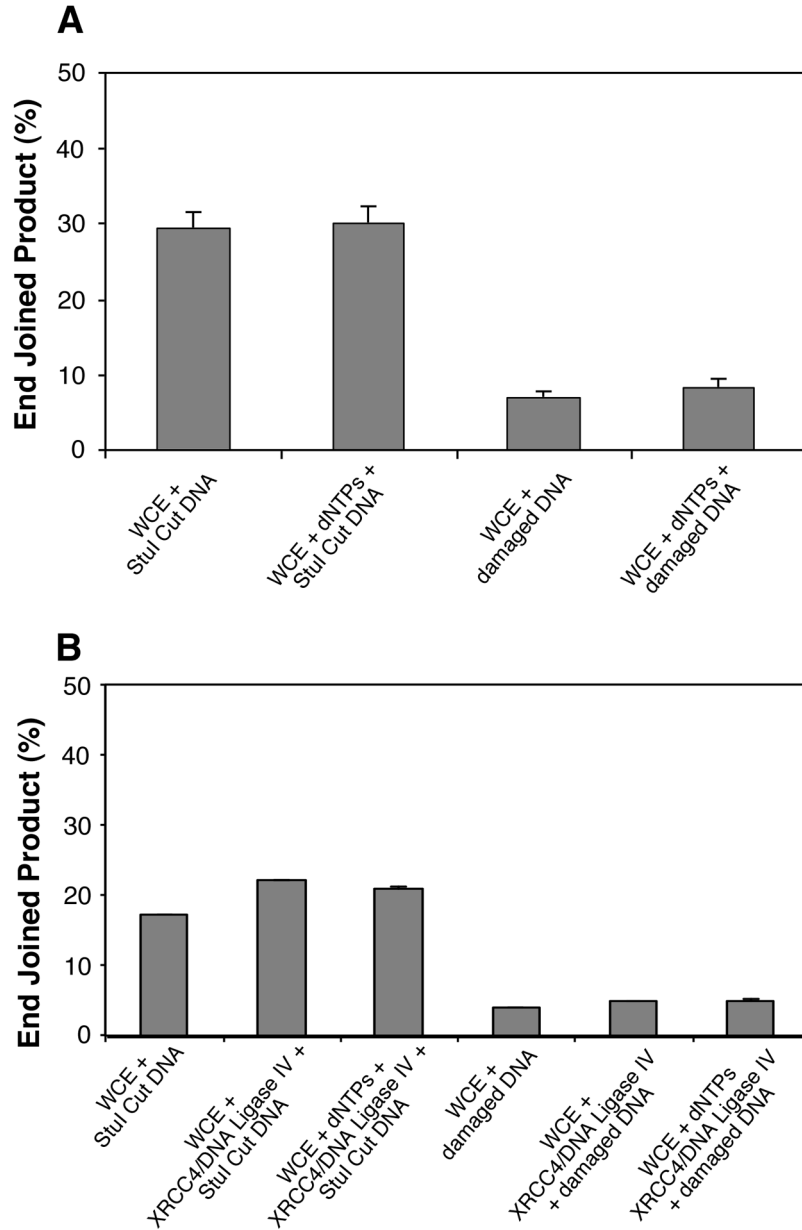 A
End Joined Product (%)
50
40
30
20
10
0
WCE +
StuI Cut DNA
WCE + dNTPs +
StuI Cut DNA
WCE +
damaged DNA
WCE + dNTPs +
damaged DNA
B
End Joined Product (%)
50
40
30
20
10
0
WCE +
StuI Cut DNA
WCE +
XRCC4/DNA Ligase IV +
StuI Cut DNA
WCE + dNTPs +
XRCC4/DNA Ligase IV +
StuI Cut DNA
WCE +
damaged DNA
WCE +
XRCC4/DNA Ligase IV
+ damaged DNA
WCE + dNTPs
XRCC4/DNA Ligase IV
+ damaged DNA